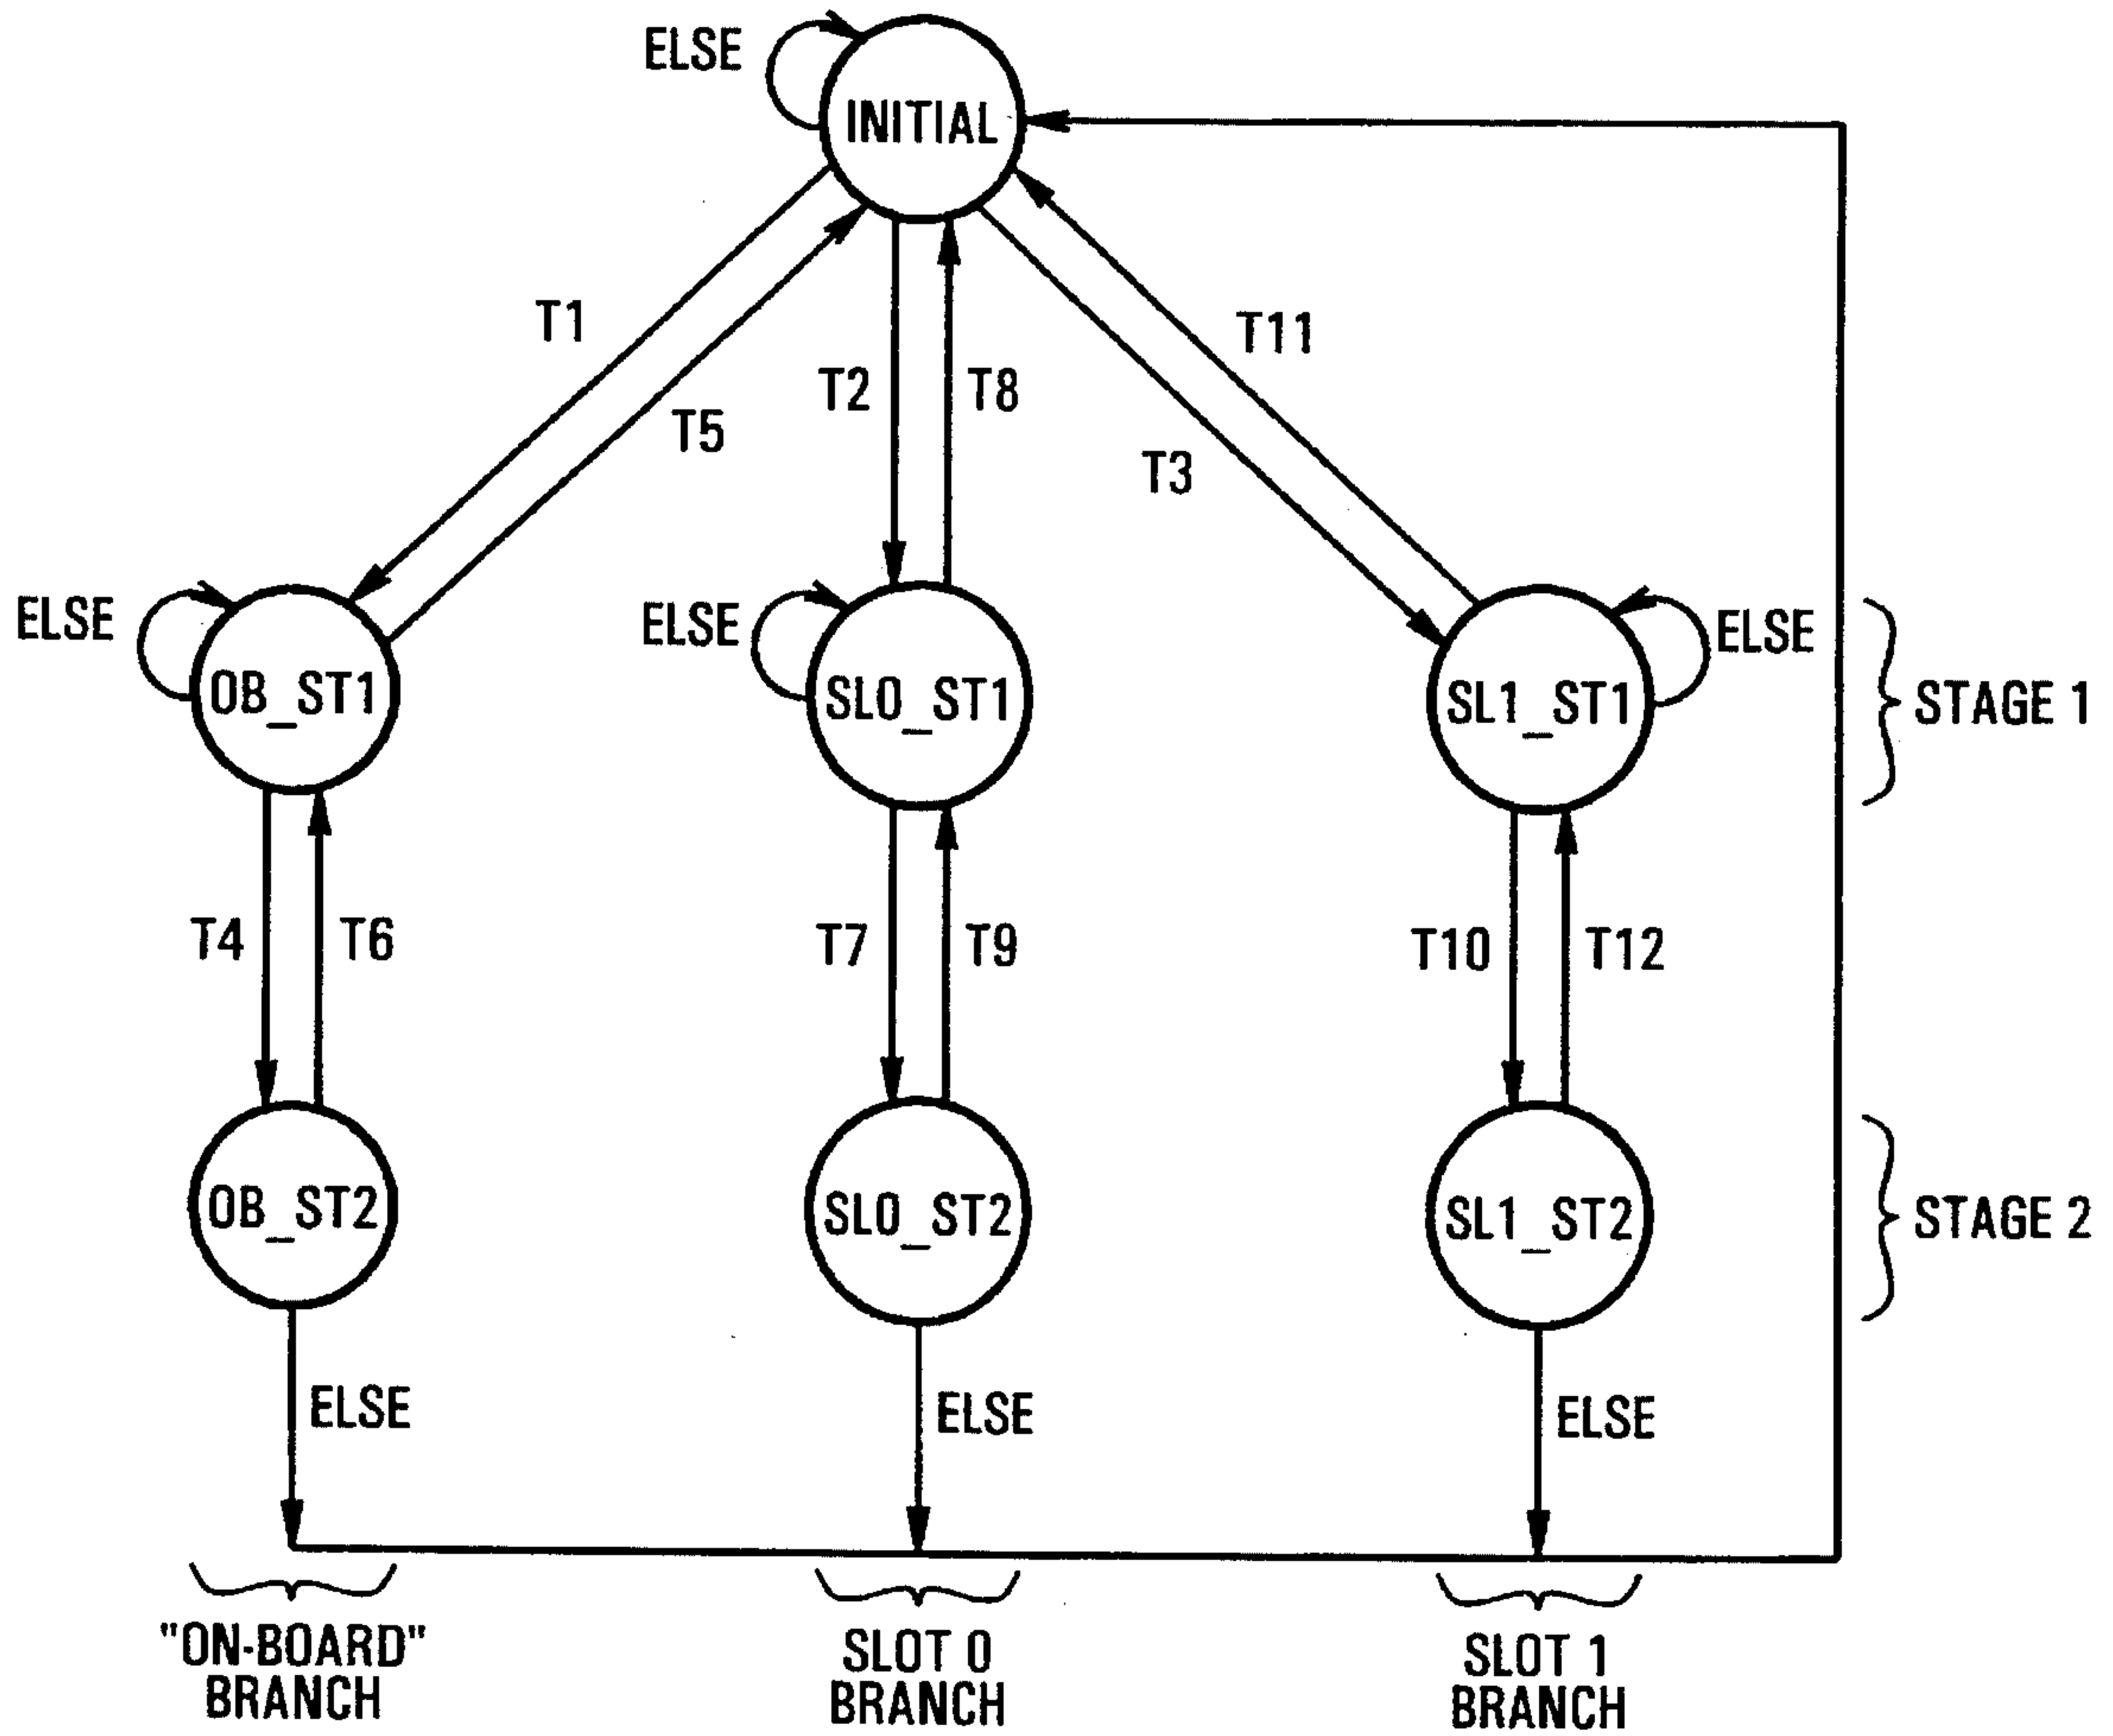 ELSE
INITIAL
T1
T5
T2
T8
T11
T3
ELSE
OB_ST1
ELSE
SL0_ST1
ELSE
SL1_ST1
STAGE 1
T4
T6
T7
T9
T10
T12
OB_ST2
SL0_ST2
SL1_ST2
STAGE 2
ELSE
ELSE
ELSE
"ON-BOARD"
BRANCH
SLOT 0
BRANCH
SLOT 1
BRANCH